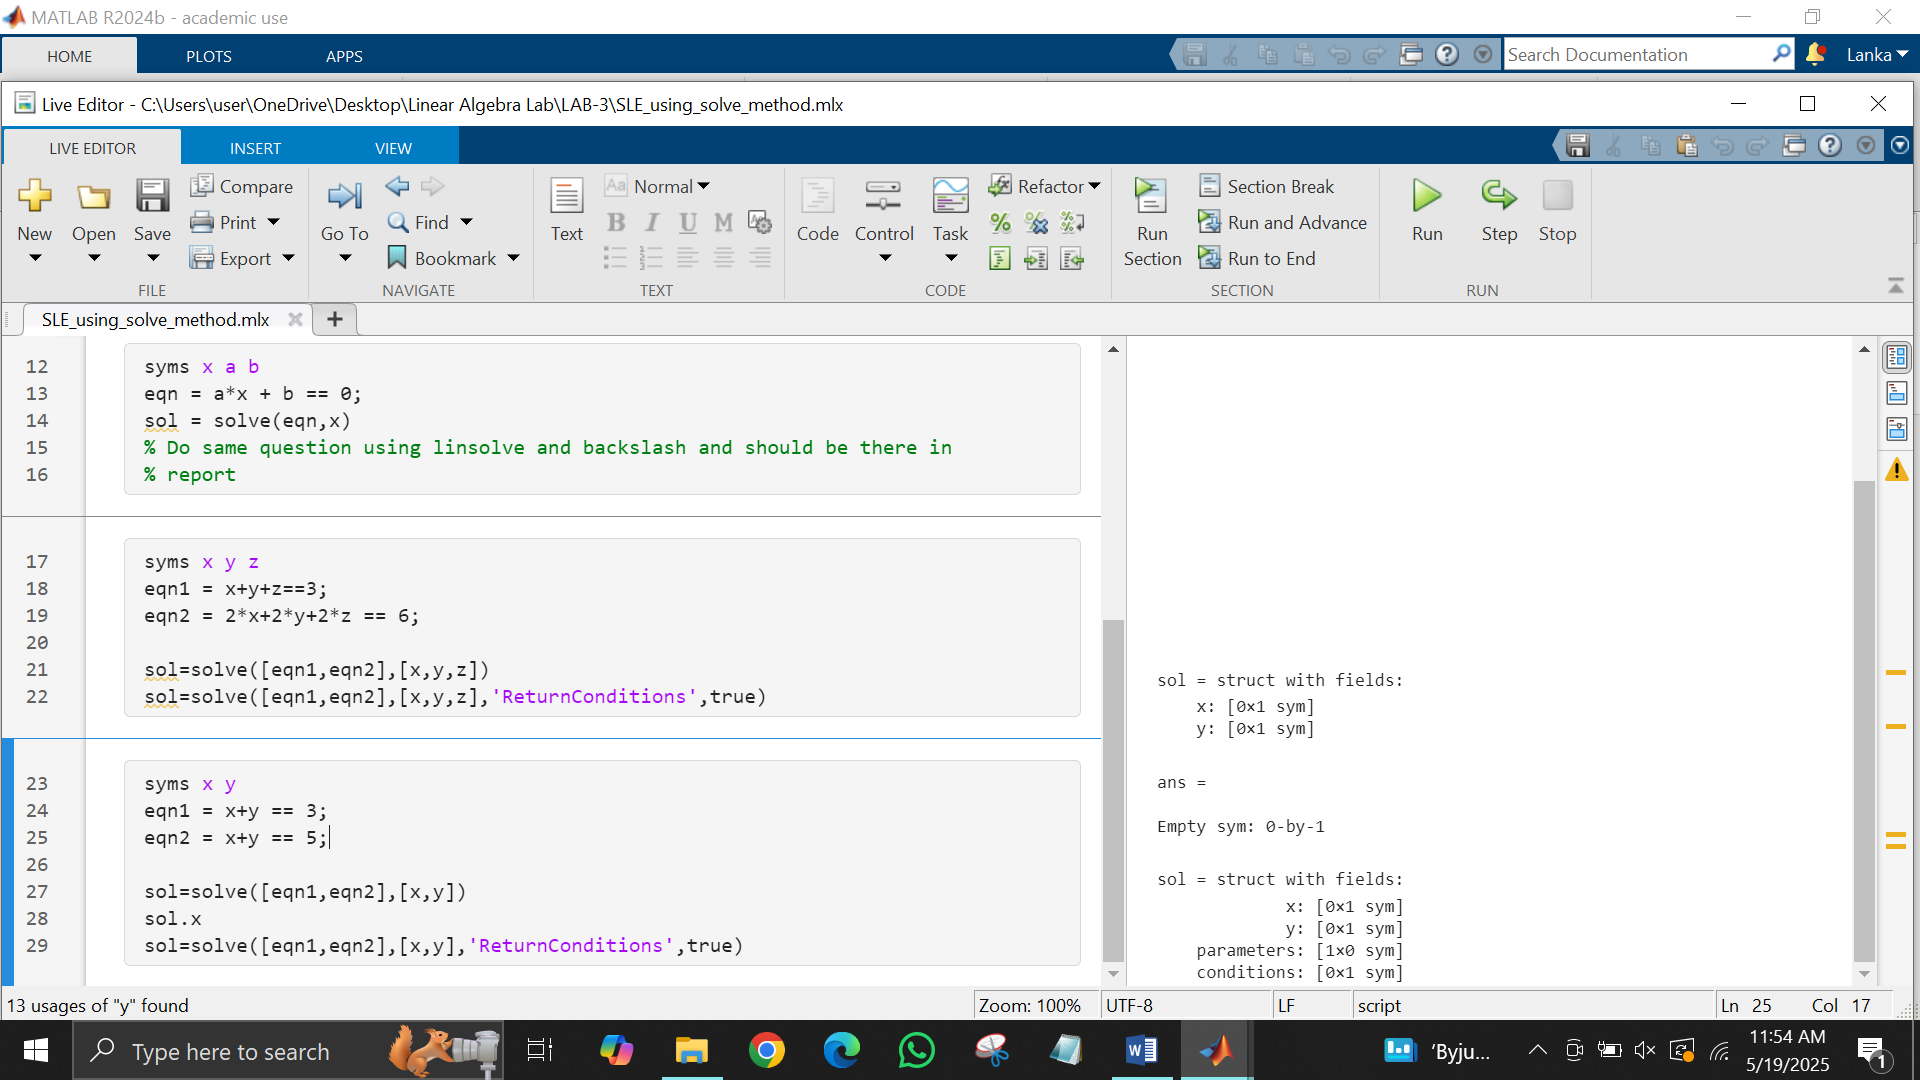 MATLAB R2024b - academic use
HOME PLOTS APPS Search Documentation Lanka
Live Editor - C:\Users\user\OneDrive\Desktop\Linear Algebra Lab\LAB-3\SLE_using_solve_method.mlx
LIVE EDITOR INSERT VIEW
New Open Save Compare Print Export
FILE
Go To Find Bookmark
NAVIGATE
Text Aa Normal B I U M
TEXT
Code Control Task Refactor
CODE
Run Section Section Break Run and Advance Run to End
SECTION
Run Step Stop
RUN
SLE_using_solve_method.mlx
12 syms x a b
13 eqn = a*x + b == 0;
14 sol = solve(eqn,x)
15 % Do same question using linsolve and backslash and should be there in
16 % report
17 syms x y z
18 eqn1 = x+y+z==3;
19 eqn2 = 2*x+2*y+2*z == 6;
20
21 sol=solve([eqn1,eqn2],[x,y,z])
22 sol=solve([eqn1,eqn2],[x,y,z],'ReturnConditions',true)
23 syms x y
24 eqn1 = x+y == 3;
25 eqn2 = x+y == 5;
26
27 sol=solve([eqn1,eqn2],[x,y])
28 sol.x
29 sol=solve([eqn1,eqn2],[x,y],'ReturnConditions',true)
sol = struct with fields:
x: [0×1 sym]
y: [0×1 sym]
ans =
Empty sym: 0-by-1
sol = struct with fields:
x: [0×1 sym]
y: [0×1 sym]
parameters: [1×0 sym]
conditions: [0×1 sym]
13 usages of "y" found Zoom: 100% UTF-8 LF script Ln 25 Col 17
Type here to search 'Byju... 11:54 AM
5/19/2025 1